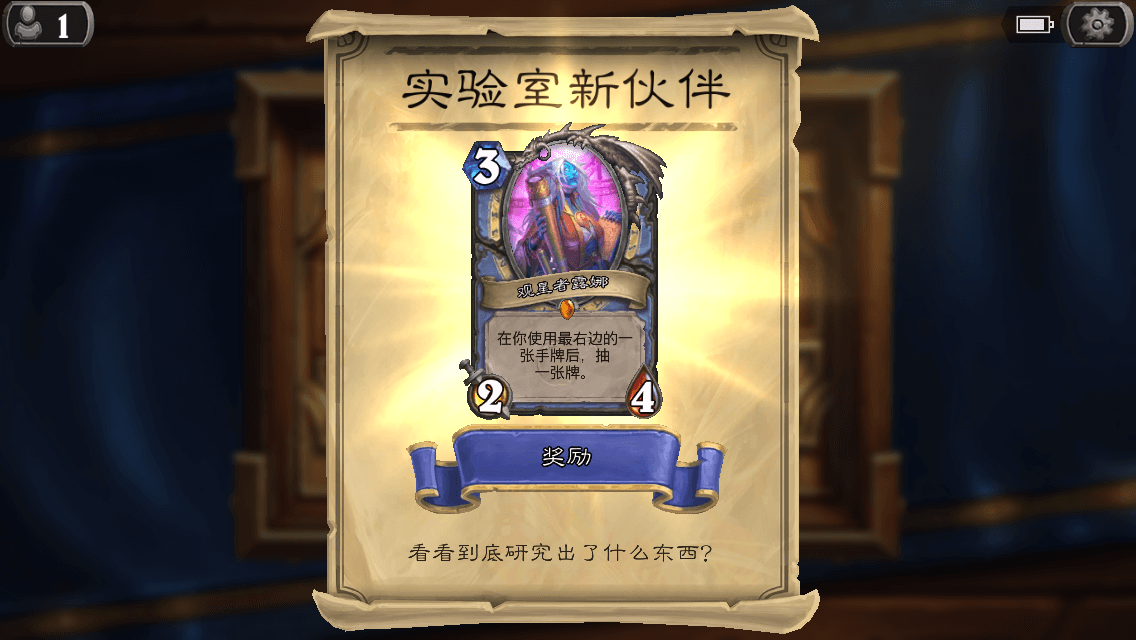 1
实验室新伙伴
3
观星者露娜
在你使用最右边的一
张手牌后，抽
一张牌。
2
4
奖励
看看到底研究出了什么东西?